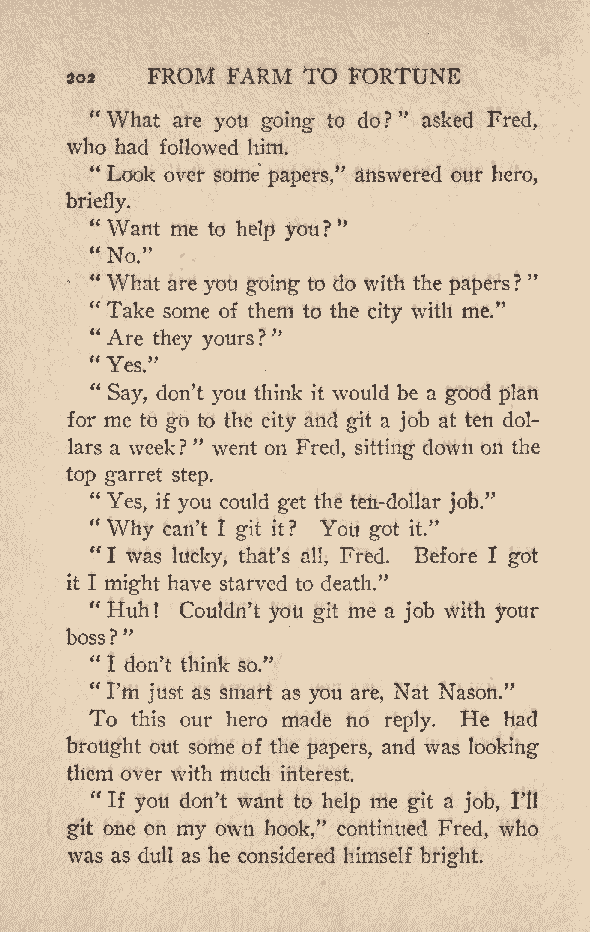 202 FROM FARM TO FORTUNE
“What are you going to do?” asked Fred,
who had followed him.
“Look over some papers,” answered our hero,
briefly.
“Want me to help you?”
“No.”
“What are you going to do with the papers?”
“Take some of them to the city with me.”
“Are they yours?”
“Yes.”
“Say, don’t you think it would be a good plan
for me to go to the city and git a job at ten dol-
lars a week?” went on Fred, sitting down on the
top garret step.
“Yes, if you could get the ten-dollar job.”
“Why can’t I git it? You got it.”
“I was lucky, that’s all, Fred. Before I got
it I might have starved to death.”
“Huh! Couldn’t you git me a job with your
boss?”
“I don’t think so.”
“I’m just as smart as you are, Nat Nason.”
To this our hero made no reply. He had
brought out some of the papers, and was looking
them over with much interest.
“If you don’t want to help me git a job, I’ll
git one on my own hook,” continued Fred, who
was as dull as he considered himself bright.